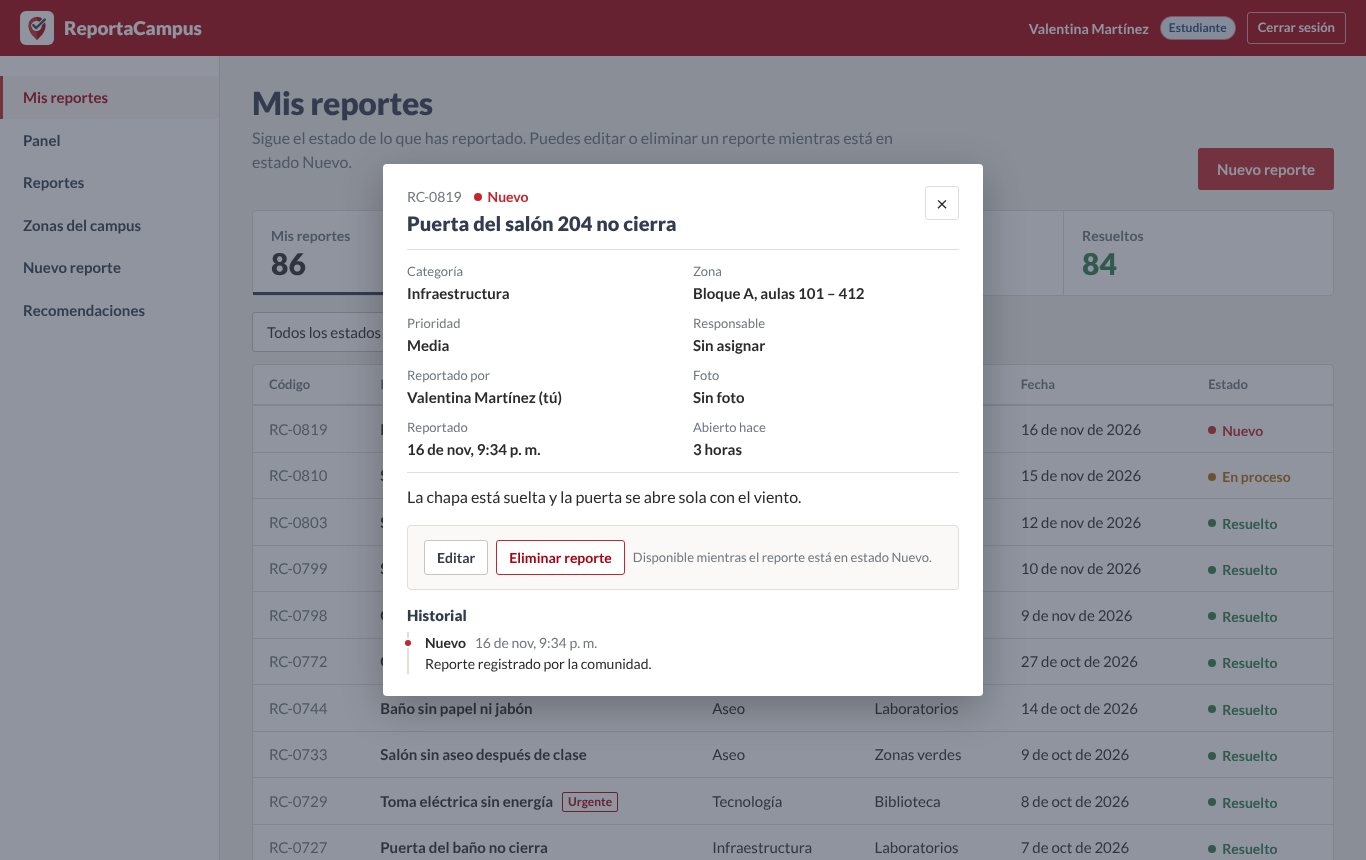 ReportaCampus
Valentina Martínez Estudiante Cerrar sesión
Mis reportes
Panel
Reportes
Zonas del campus
Nuevo reporte
Recomendaciones
Mis reportes
Sigue el estado de lo que has reportado. Puedes editar o eliminar un reporte mientras está en
estado Nuevo.
Nuevo reporte
Mis reportes
86
Resueltos
84
Todos los estados
Código Fecha Estado
RC-0819 16 de nov de 2026 Nuevo
RC-0810 15 de nov de 2026 En proceso
RC-0803 12 de nov de 2026 Resuelto
RC-0799 10 de nov de 2026 Resuelto
RC-0798 9 de nov de 2026 Resuelto
RC-0772 27 de oct de 2026 Resuelto
RC-0744 Baño sin papel ni jabón Aseo Laboratorios 14 de oct de 2026 Resuelto
RC-0733 Salón sin aseo después de clase Aseo Zonas verdes 9 de oct de 2026 Resuelto
RC-0729 Toma eléctrica sin energía Urgente Tecnología Biblioteca 8 de oct de 2026 Resuelto
RC-0727 Puerta del baño no cierra Infraestructura Laboratorios 7 de oct de 2026 Resuelto
RC-0819 Nuevo
Puerta del salón 204 no cierra
×
Categoría
Infraestructura
Zona
Bloque A, aulas 101 – 412
Prioridad
Media
Responsable
Sin asignar
Reportado por
Valentina Martínez (tú)
Foto
Sin foto
Reportado
16 de nov, 9:34 p. m.
Abierto hace
3 horas
La chapa está suelta y la puerta se abre sola con el viento.
Editar Eliminar reporte Disponible mientras el reporte está en estado Nuevo.
Historial
Nuevo 16 de nov, 9:34 p. m.
Reporte registrado por la comunidad.